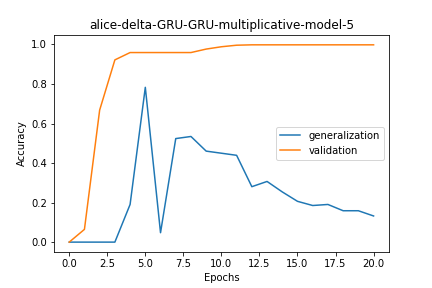 alice-delta-GRU-GRU-multiplicative-model-5
Accuracy
1.0
0.8
0.6
0.4
0.2
0.0
generalization
validation
0.0 2.5 5.0 7.5 10.0 12.5 15.0 17.5 20.0
Epochs